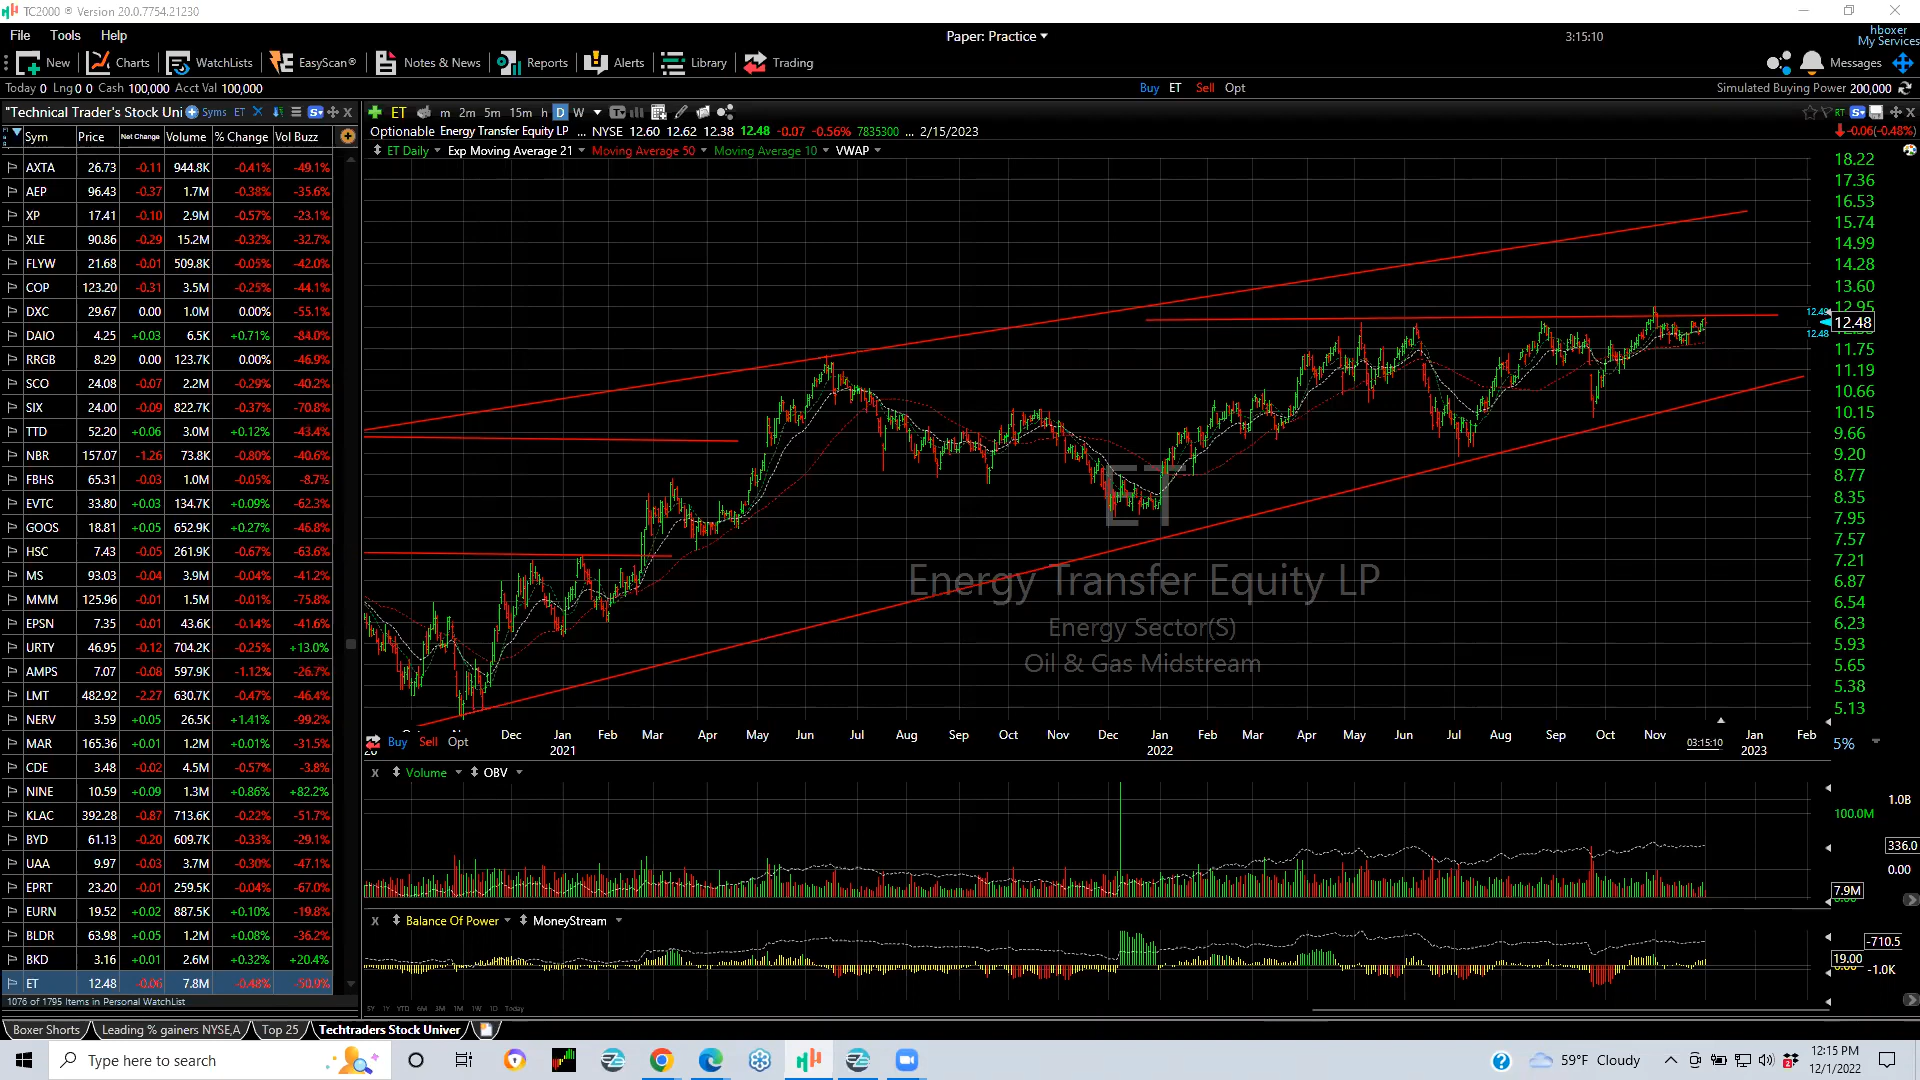 TC2000 ® Version 20.0.7754.21230
File Tools Help
Paper: Practice
3:15:10
hboxer
My Services
New Charts WatchLists EasyScan® Notes & News Reports Alerts Library Trading
Messages
Today 0 Lng 0 0 Cash 100,000 Acct Val 100,000
Buy ET Sell Opt
Simulated Buying Power 200,000
"Technical Trader's Stock Uni Syms ET
ET m 2m 5m 15m h D W
RT
Optionable Energy Transfer Equity LP ... NYSE 12.60 12.62 12.38 12.48 -0.07 -0.56% 7835300 ... 2/15/2023
-0.06(-0.48%)
ET Daily Exp Moving Average 21 Moving Average 50 Moving Average 10 VWAP
Sym Price Net Change Volume % Change Vol Buzz
AXTA 26.73 -0.11 944.8K -0.41% -49.1%
AEP 96.43 -0.37 1.7M -0.38% -35.6%
XP 17.41 -0.10 2.9M -0.57% -23.1%
XLE 90.86 -0.29 15.2M -0.32% -32.7%
FLYW 21.68 -0.01 509.8K -0.05% -42.0%
COP 123.20 -0.31 3.5M -0.25% -44.1%
DXC 29.67 0.00 1.0M 0.00% -55.1%
DAIO 4.25 +0.03 6.5K +0.71% -84.0%
RRGB 8.29 0.00 123.7K 0.00% -46.9%
SCO 24.08 -0.07 2.2M -0.29% -40.2%
SIX 24.00 -0.09 822.7K -0.37% -70.8%
TTD 52.20 +0.06 3.0M +0.12% -43.4%
NBR 157.07 -1.26 73.8K -0.80% -40.6%
FBHS 65.31 -0.03 1.0M -0.05% -8.7%
EVTC 33.80 +0.03 134.7K +0.09% -62.3%
GOOS 18.81 +0.05 652.9K +0.27% -46.8%
HSC 7.43 -0.05 261.9K -0.67% -63.6%
MS 93.03 -0.04 3.9M -0.04% -41.2%
MMM 125.96 -0.01 1.5M -0.01% -75.8%
EPSN 7.35 -0.01 43.6K -0.14% -41.6%
URTY 46.95 -0.12 704.2K -0.25% +13.0%
AMPS 7.07 -0.08 597.9K -1.12% -26.7%
LMT 482.92 -2.27 630.7K -0.47% -46.4%
NERV 3.59 +0.05 26.5K +1.41% -99.2%
MAR 165.36 +0.01 1.2M +0.01% -31.5%
CDE 3.48 -0.02 4.5M -0.57% -3.8%
NINE 10.59 +0.09 1.3M +0.86% +82.2%
KLAC 392.28 -0.87 713.6K -0.22% -51.7%
BYD 61.13 -0.20 609.7K -0.33% -29.1%
UAA 9.97 -0.03 3.7M -0.30% -47.1%
EPRT 23.20 -0.01 259.5K -0.04% -67.0%
EURN 19.52 +0.02 887.5K +0.10% -19.8%
BLDR 63.98 +0.05 1.2M +0.08% -36.2%
BKD 3.16 +0.01 2.6M +0.32% +20.4%
ET 12.48 -0.06 7.8M -0.48% -50.9%
1076 of 1795 Items in Personal WatchList
18.22
17.36
16.53
15.74
14.99
14.28
13.60
12.95
12.49
12.48
12.48
11.75
11.19
10.66
10.15
9.66
9.20
8.77
8.35
7.95
7.57
7.21
6.87
6.54
6.23
5.93
5.65
5.38
5.13
5%
ET
Energy Transfer Equity LP
Energy Sector(S)
Oil & Gas Midstream
Dec Jan Feb Mar Apr May Jun Jul Aug Sep Oct Nov Dec Jan Feb Mar Apr May Jun Jul Aug Sep Oct Nov Jan Feb
2021 2022 03:15:10 2023
Buy Sell Opt
Volume OBV
1.0B
100.0M
336.0
0.00
7.9M
Balance Of Power MoneyStream
-710.5
19.00
-1.0K
5Y 1Y YTD 6M 3M 1M 1W 1D Today
Boxer Shorts Leading % gainers NYSE,A Top 25 Techtraders Stock Univer
Type here to search
59°F Cloudy
12:15 PM
12/1/2022